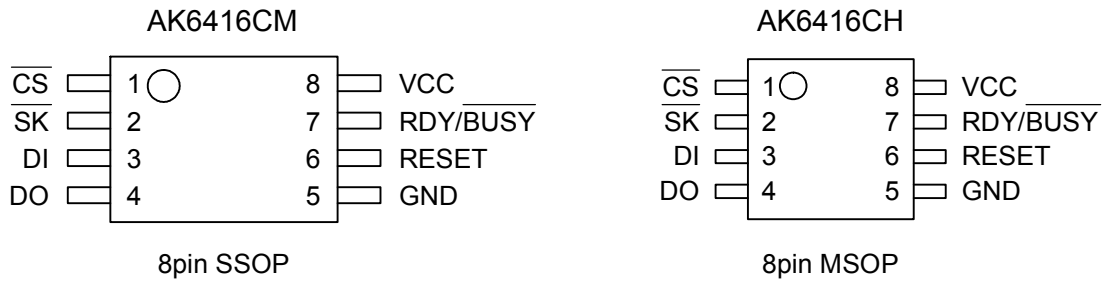 AK6416CM
CS 1 8 VCC
SK 2 7 RDY/BUSY
DI 3 6 RESET
DO 4 5 GND
8pin SSOP
AK6416CH
CS 1 8 VCC
SK 2 7 RDY/BUSY
DI 3 6 RESET
DO 4 5 GND
8pin MSOP